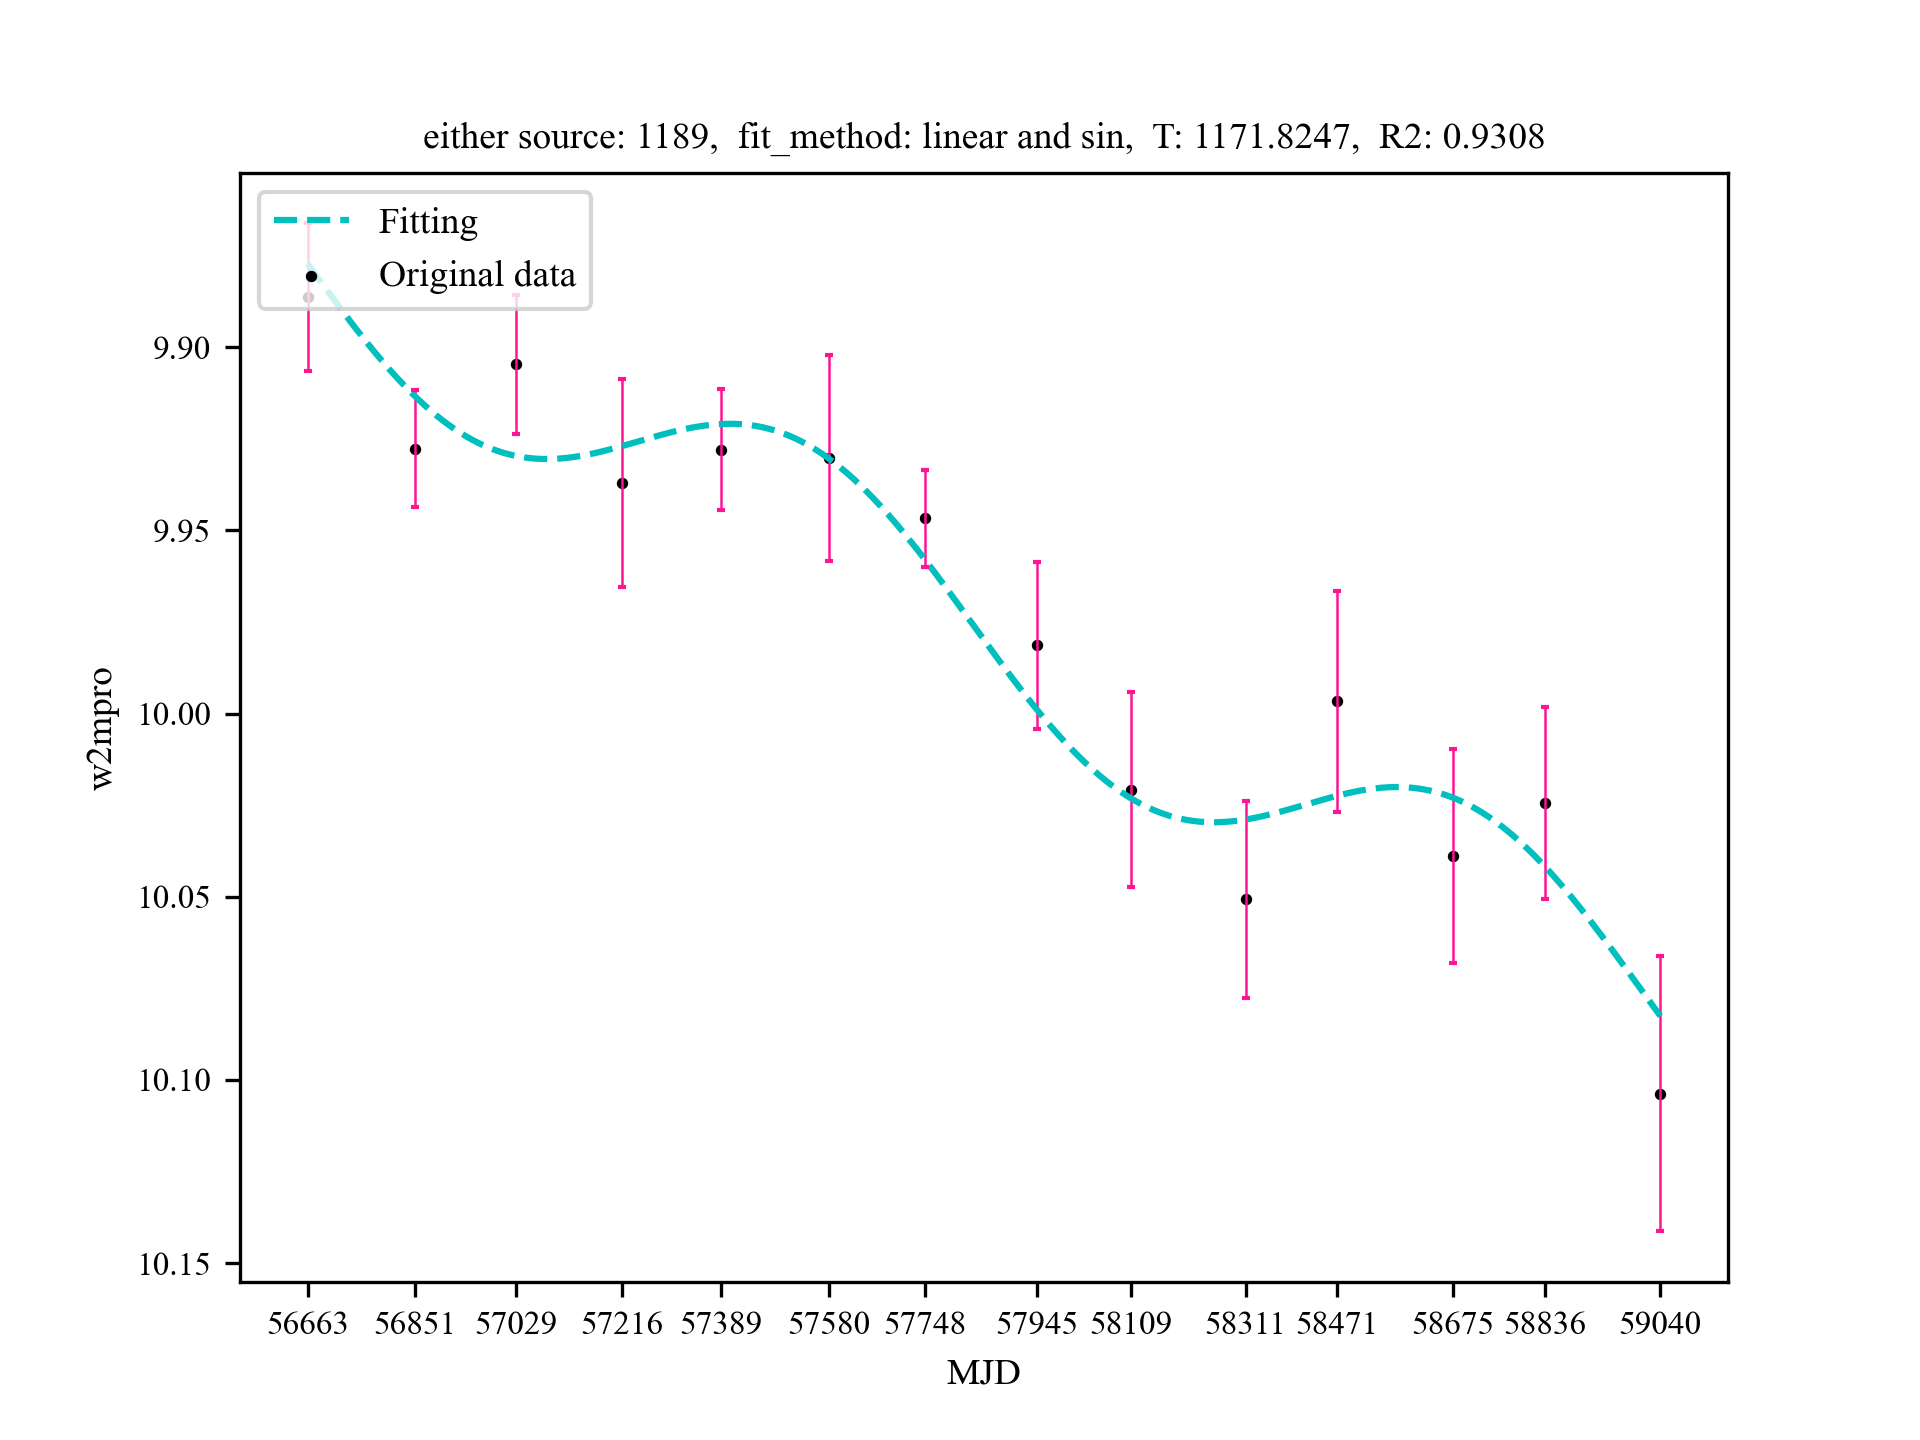 either source: 1189,  fit_method: linear and sin,  T: 1171.8247,  R2: 0.9308
Fitting
Original data
9.90
9.95
10.00
10.05
10.10
10.15
w2mpro
56663 56851 57029 57216 57389 57580 57748 57945 58109 58311 58471 58675 58836 59040
MJD